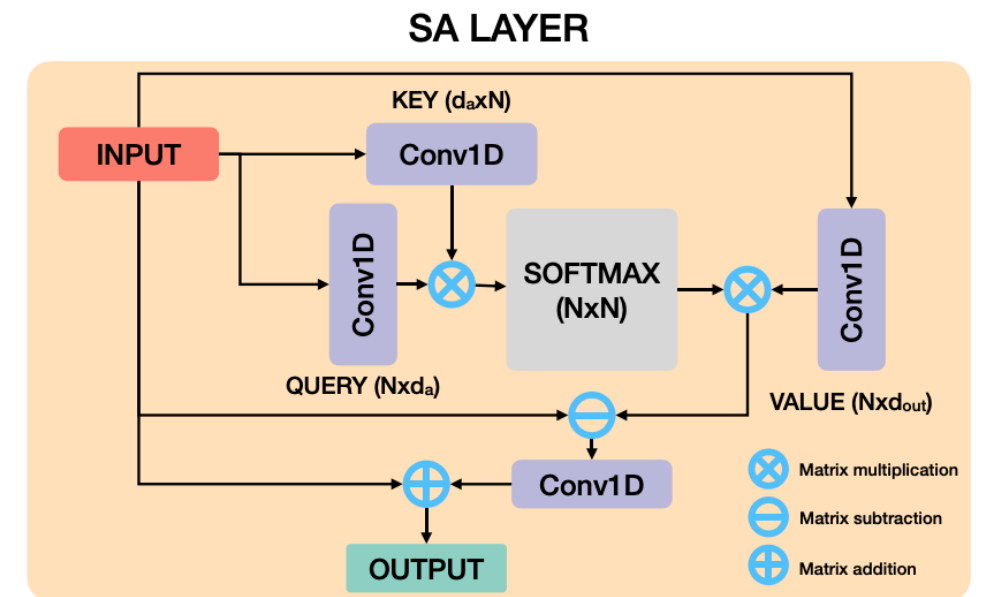 SA LAYER
KEY (dₐxN)
INPUT
Conv1D
Conv1D
SOFTMAX
(NxN)
Conv1D
QUERY (Nxdₐ)
VALUE (Nxdₒᵤₜ)
Conv1D
Matrix multiplication
Matrix subtraction
Matrix addition
OUTPUT